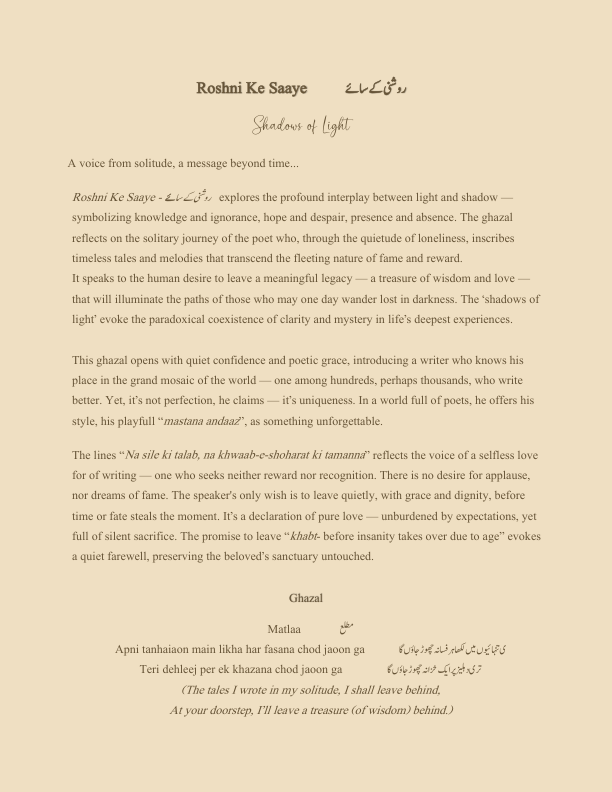 Roshni Ke Saaye روشنی کے سائے
Shadows of Light
A voice from solitude, a message beyond time...
Roshni Ke Saaye - روشنی کے سائے explores the profound interplay between light and shadow —
symbolizing knowledge and ignorance, hope and despair, presence and absence. The ghazal
reflects on the solitary journey of the poet who, through the quietude of loneliness, inscribes
timeless tales and melodies that transcend the fleeting nature of fame and reward.
It speaks to the human desire to leave a meaningful legacy — a treasure of wisdom and love —
that will illuminate the paths of those who may one day wander lost in darkness. The ‘shadows of
light’ evoke the paradoxical coexistence of clarity and mystery in life’s deepest experiences.
This ghazal opens with quiet confidence and poetic grace, introducing a writer who knows his
place in the grand mosaic of the world — one among hundreds, perhaps thousands, who write
better. Yet, it’s not perfection, he claims — it’s uniqueness. In a world full of poets, he offers his
style, his playfull “mastana andaaz”, as something unforgettable.
The lines “Na sile ki talab, na khwaab-e-shoharat ki tamanna” reflects the voice of a selfless love
for of writing — one who seeks neither reward nor recognition. There is no desire for applause,
nor dreams of fame. The speaker's only wish is to leave quietly, with grace and dignity, before
time or fate steals the moment. It’s a declaration of pure love — unburdened by expectations, yet
full of silent sacrifice. The promise to leave “khabt- before insanity takes over due to age” evokes
a quiet farewell, preserving the beloved’s sanctuary untouched.
Ghazal
Matlaa مطلع
Apni tanhaiaon main likha har fasana chod jaoon ga ی تنہائیوں میں لکھا ہر فسانہ چھوڑ جاؤں گا
Teri dehleej per ek khazana chod jaoon ga تری دہلیز پر ایک خزانہ چھوڑ جاؤں گا
(The tales I wrote in my solitude, I shall leave behind,
At your doorstep, I’ll leave a treasure (of wisdom) behind.)